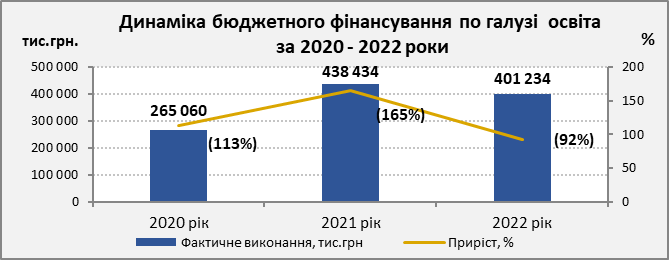 Динаміка бюджетного фінансування по галузі освіта
за 2020 - 2022 роки
тис.грн.
%
500 000
400 000
300 000
200 000
100 000
0
265 060
438 434
401 234
(113%)
(165%)
(92%)
200
150
100
50
0
2020 рік
2021 рік
2022 рік
Фактичне виконання, тис.грн
Приріст, %